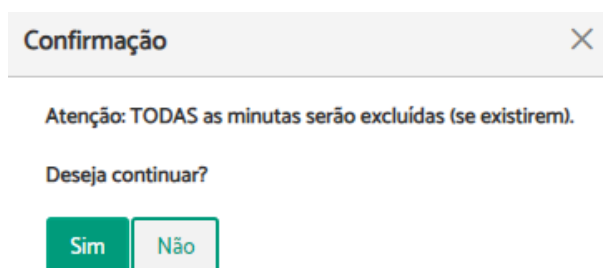 Confirmação
Atenção: TODAS as minutas serão excluídas (se existirem).
Deseja continuar?
Sim Não